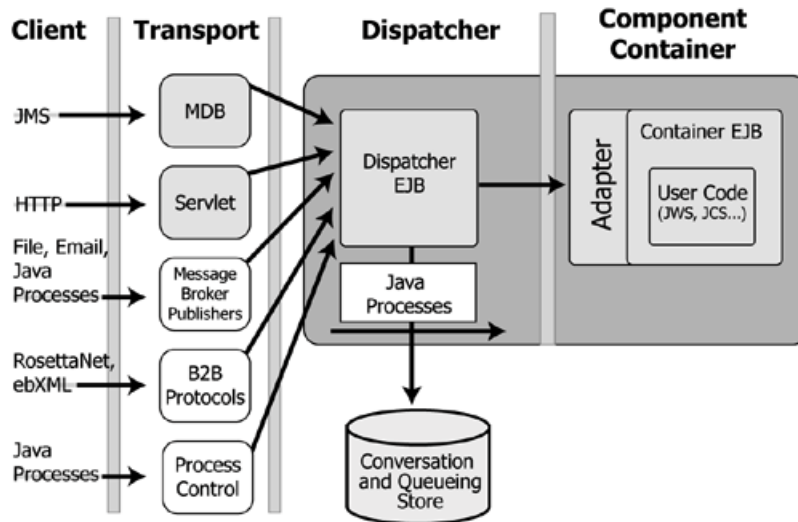 Client
Transport
Dispatcher
Component
Container
JMS
MDB
HTTP
Servlet
File, Email,
Java
Processes
Message
Broker
Publishers
RosettaNet,
ebXML
B2B
Protocols
Java
Processes
Process
Control
Dispatcher
EJB
Java
Processes
Conversation
and Queueing
Store
Adapter
Container EJB
User Code
(JWS, JCS...)